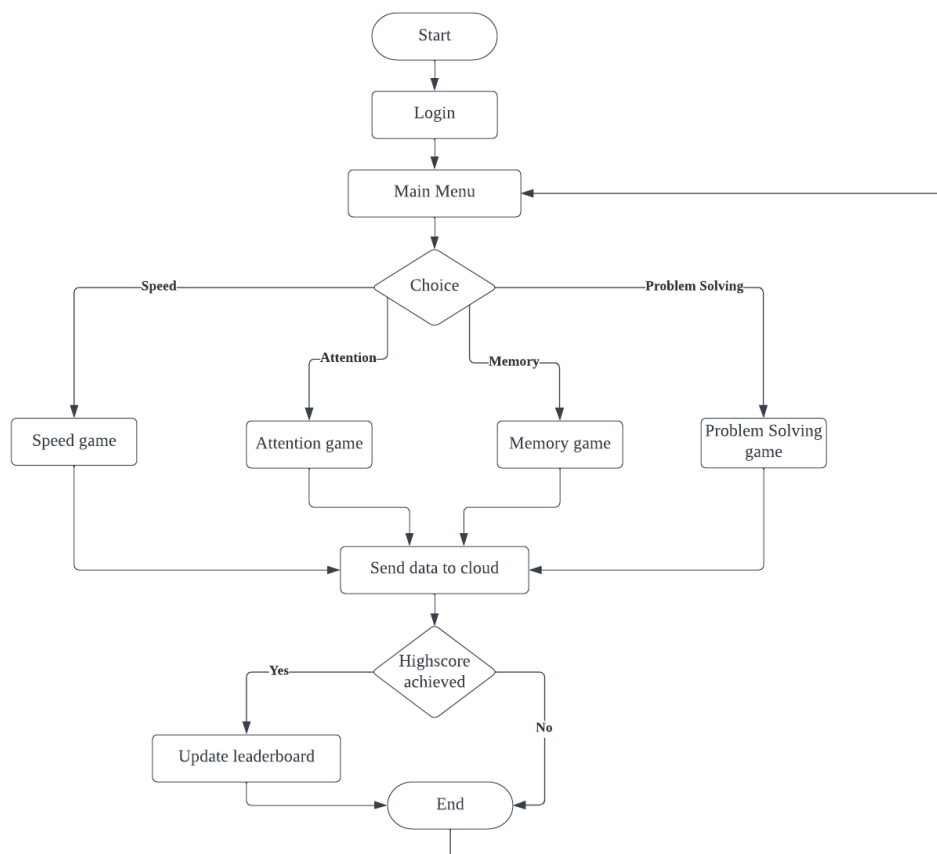 Start
Login
Main Menu
Choice
Speed
Problem Solving
Attention
Memory
Speed game
Attention game
Memory game
Problem Solving
game
Send data to cloud
Highscore
achieved
Yes
No
Update leaderboard
End